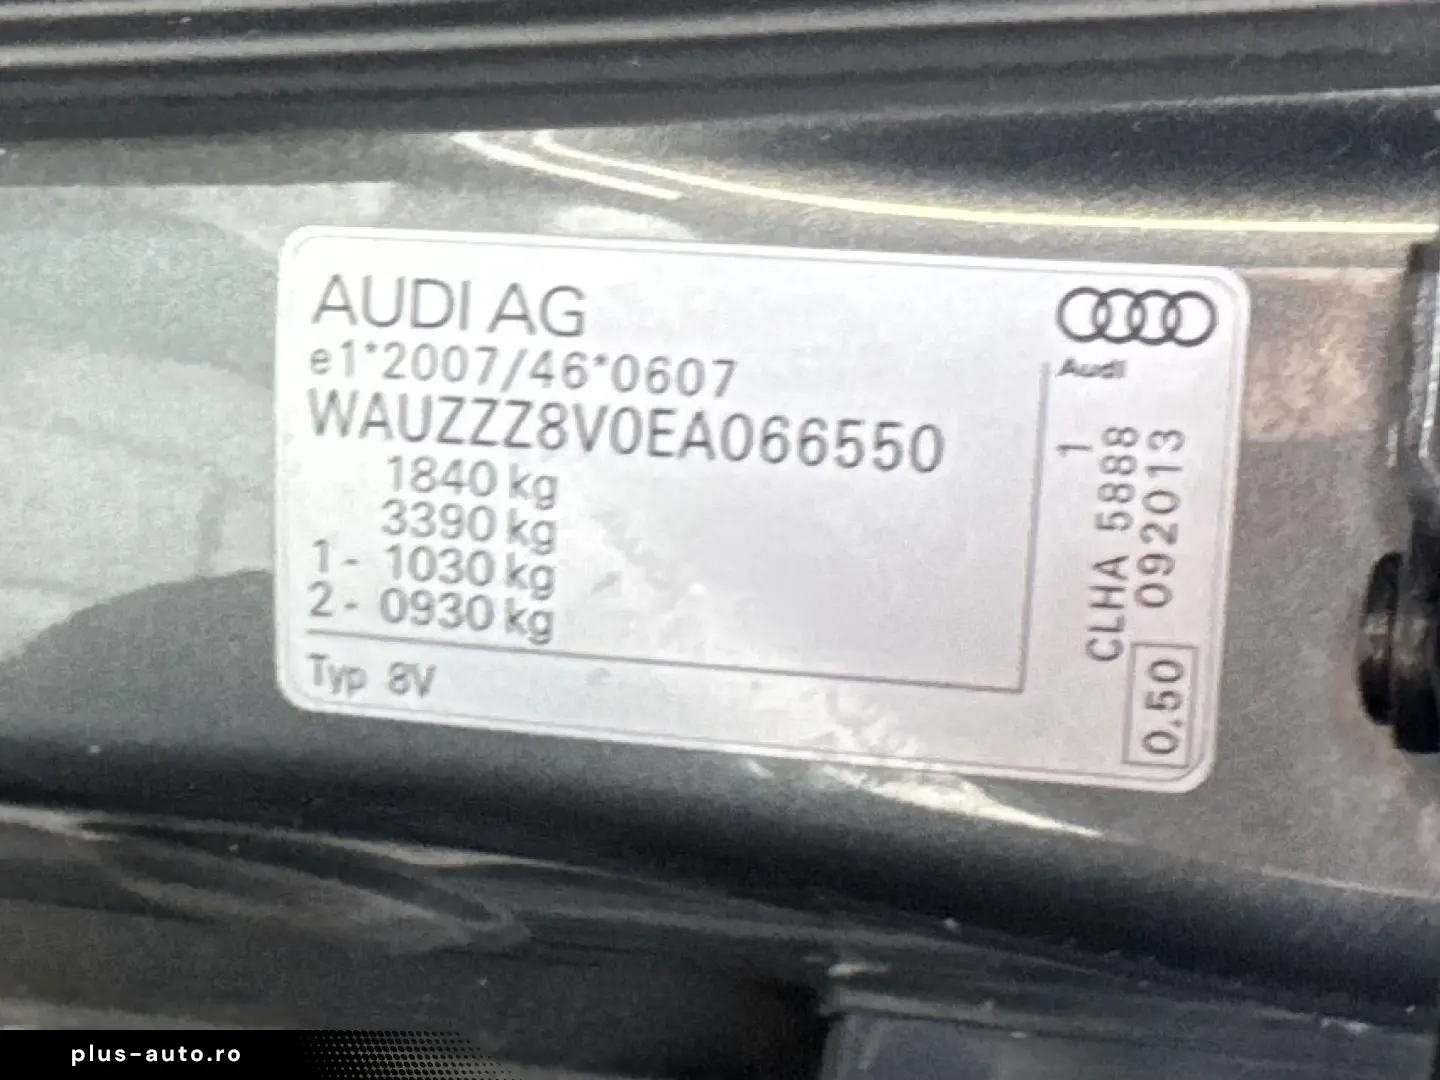 AUDI AG
e1*2007/46*0607
WAUZZZ8V0EA066550
1840 kg
3390 kg
1- 1030 kg
2- 0930 kg
Typ 8V
Audi
1
CLHA 5888
092013
0.50
plus-auto.ro